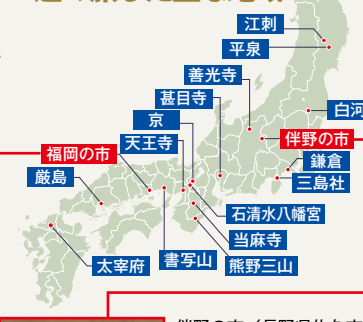 江刺
平泉
善光寺
甚目寺
京
白河
天王寺
伴野の市
福岡の市
鎌倉
厳島
三島社
石清水八幡宮
当麻寺
太宰府
書写山
熊野三山